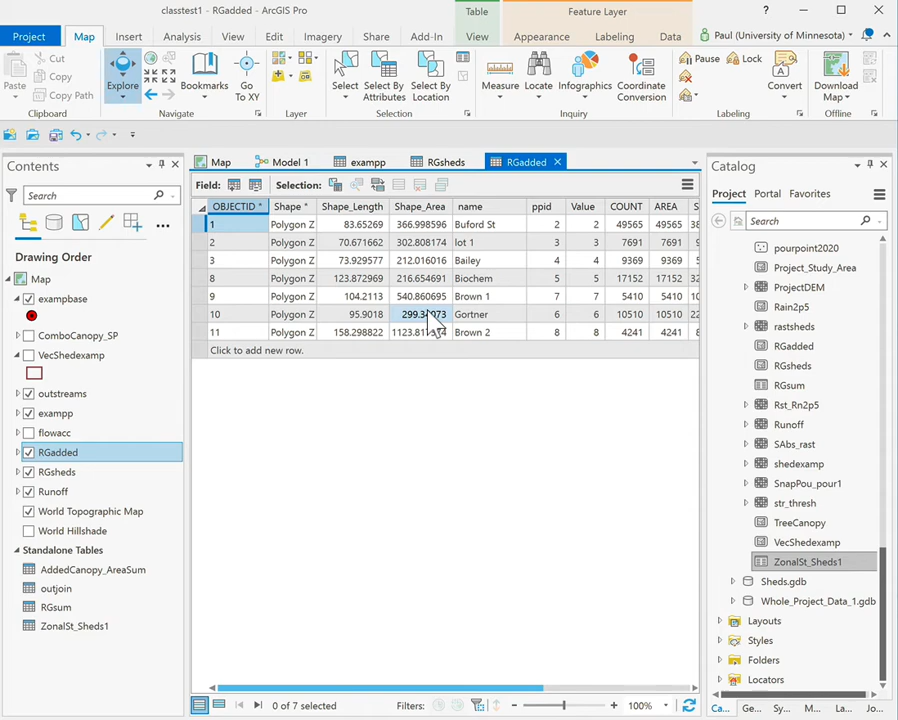 classtest1 - RGadded - ArcGIS Pro
Table
Feature Layer
? 
Project Map Insert Analysis View Edit Imagery Share Add-In View Appearance Labeling Data
Paul (University of Minnesota)
Paste
Cut
Copy
Copy Path
Clipboard
Explore
Bookmarks
Go To XY
Navigate
Layer
Select
Select By Attributes
Select By Location
Selection
Measure
Locate
Infographics
Coordinate Conversion
Inquiry
Pause
Lock
Convert
Labeling
Download Map
Offline
Contents
Search
Drawing Order
Map
exampbase
ComboCanopy_SP
VecShedexamp
outstreams
exampp
flowacc
RGadded
RGsheds
Runoff
World Topographic Map
World Hillshade
Standalone Tables
AddedCanopy_AreaSum
outjoin
RGsum
ZonalSt_Sheds1
Map Model 1 exampp RGsheds RGadded
Field: Selection:
OBJECTID * Shape * Shape_Length Shape_Area name ppid Value COUNT AREA S
1 Polygon Z 83.65269 366.998596 Buford St 2 2 49565 49565 38
2 Polygon Z 70.671662 302.808174 lot 1 3 3 7691 7691
3 Polygon Z 73.929577 212.016016 Bailey 4 4 9369 9369
8 Polygon Z 123.872969 216.654691 Biochem 5 5 17152 17152
9 Polygon Z 104.2113 540.860695 Brown 1 7 7 5410 5410
10 Polygon Z 95.9018 Gortner 6 6 10510 10510 22
11 Polygon Z 158.298822 Brown 2 8 8 4241 4241
Click to add new row.
0 of 7 selected
Filters:
100%
Catalog
Project Portal Favorites
Search
pourpoint2020
Project_Study_Area
ProjectDEM
Rain2p5
rastsheds
RGadded
RGsheds
RGsum
Rst_Rn2p5
Runoff
SAbs_rast
shedexamp
SnapPou_pour1
str_thresh
TreeCanopy
VecShedexamp
ZonalSt_Sheds1
Sheds.gdb
Whole_Project_Data_1.gdb
Layouts
Styles
Folders
Locators
Ca... Ge... Sy... M... La... Jo...